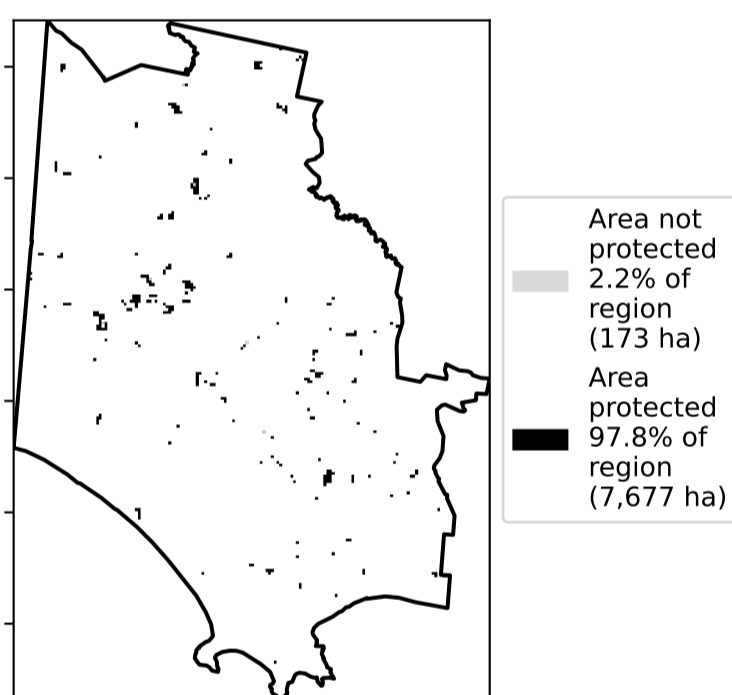 Area not
protected
2.2% of
region
(173 ha)
Area
protected
97.8% of
region
(7,677 ha)